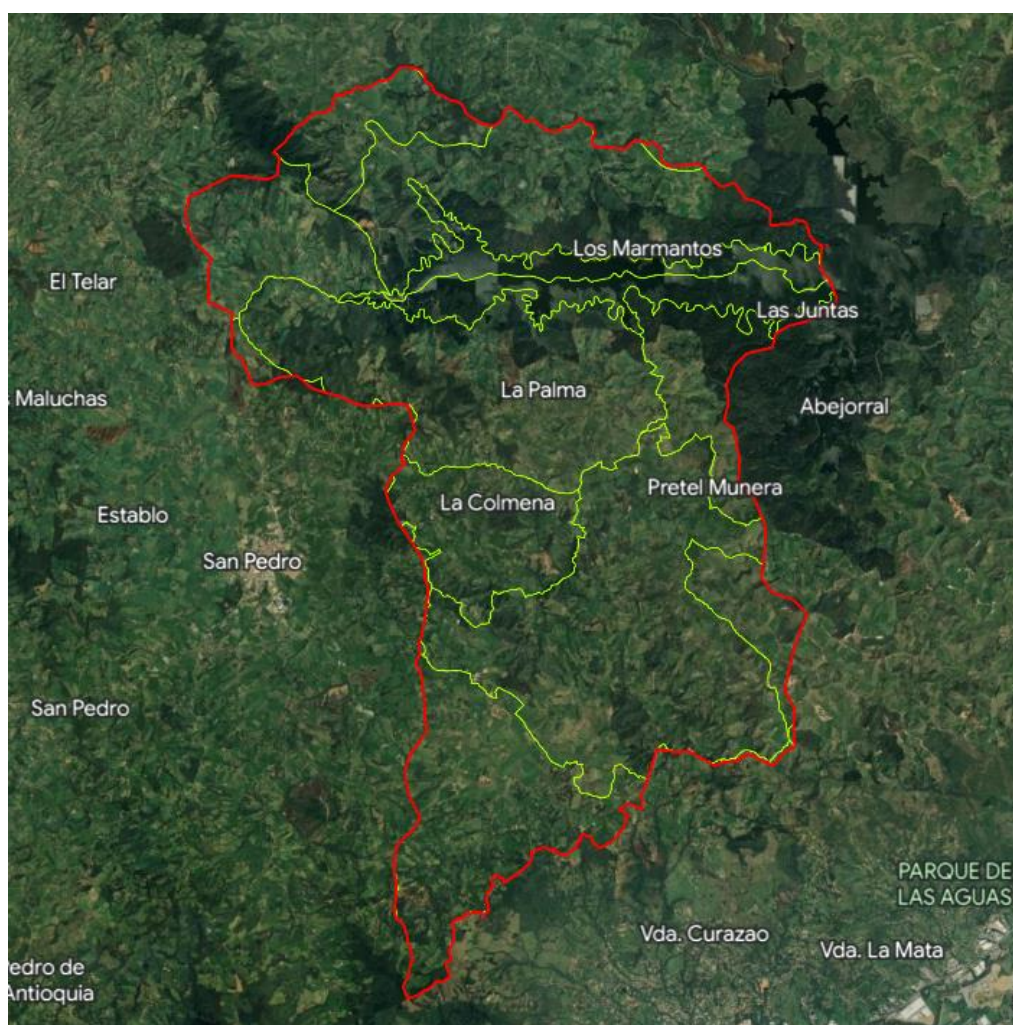 Los Marmantos
El Telar
Las Juntas
La Palma
Maluchas
Abejorral
Pretel Munera
La Colmena
Establo
San Pedro
San Pedro
PARQUE DE
LAS AGUAS
Vda. Curazao
Vda. La Mata
edro de
Antioquia